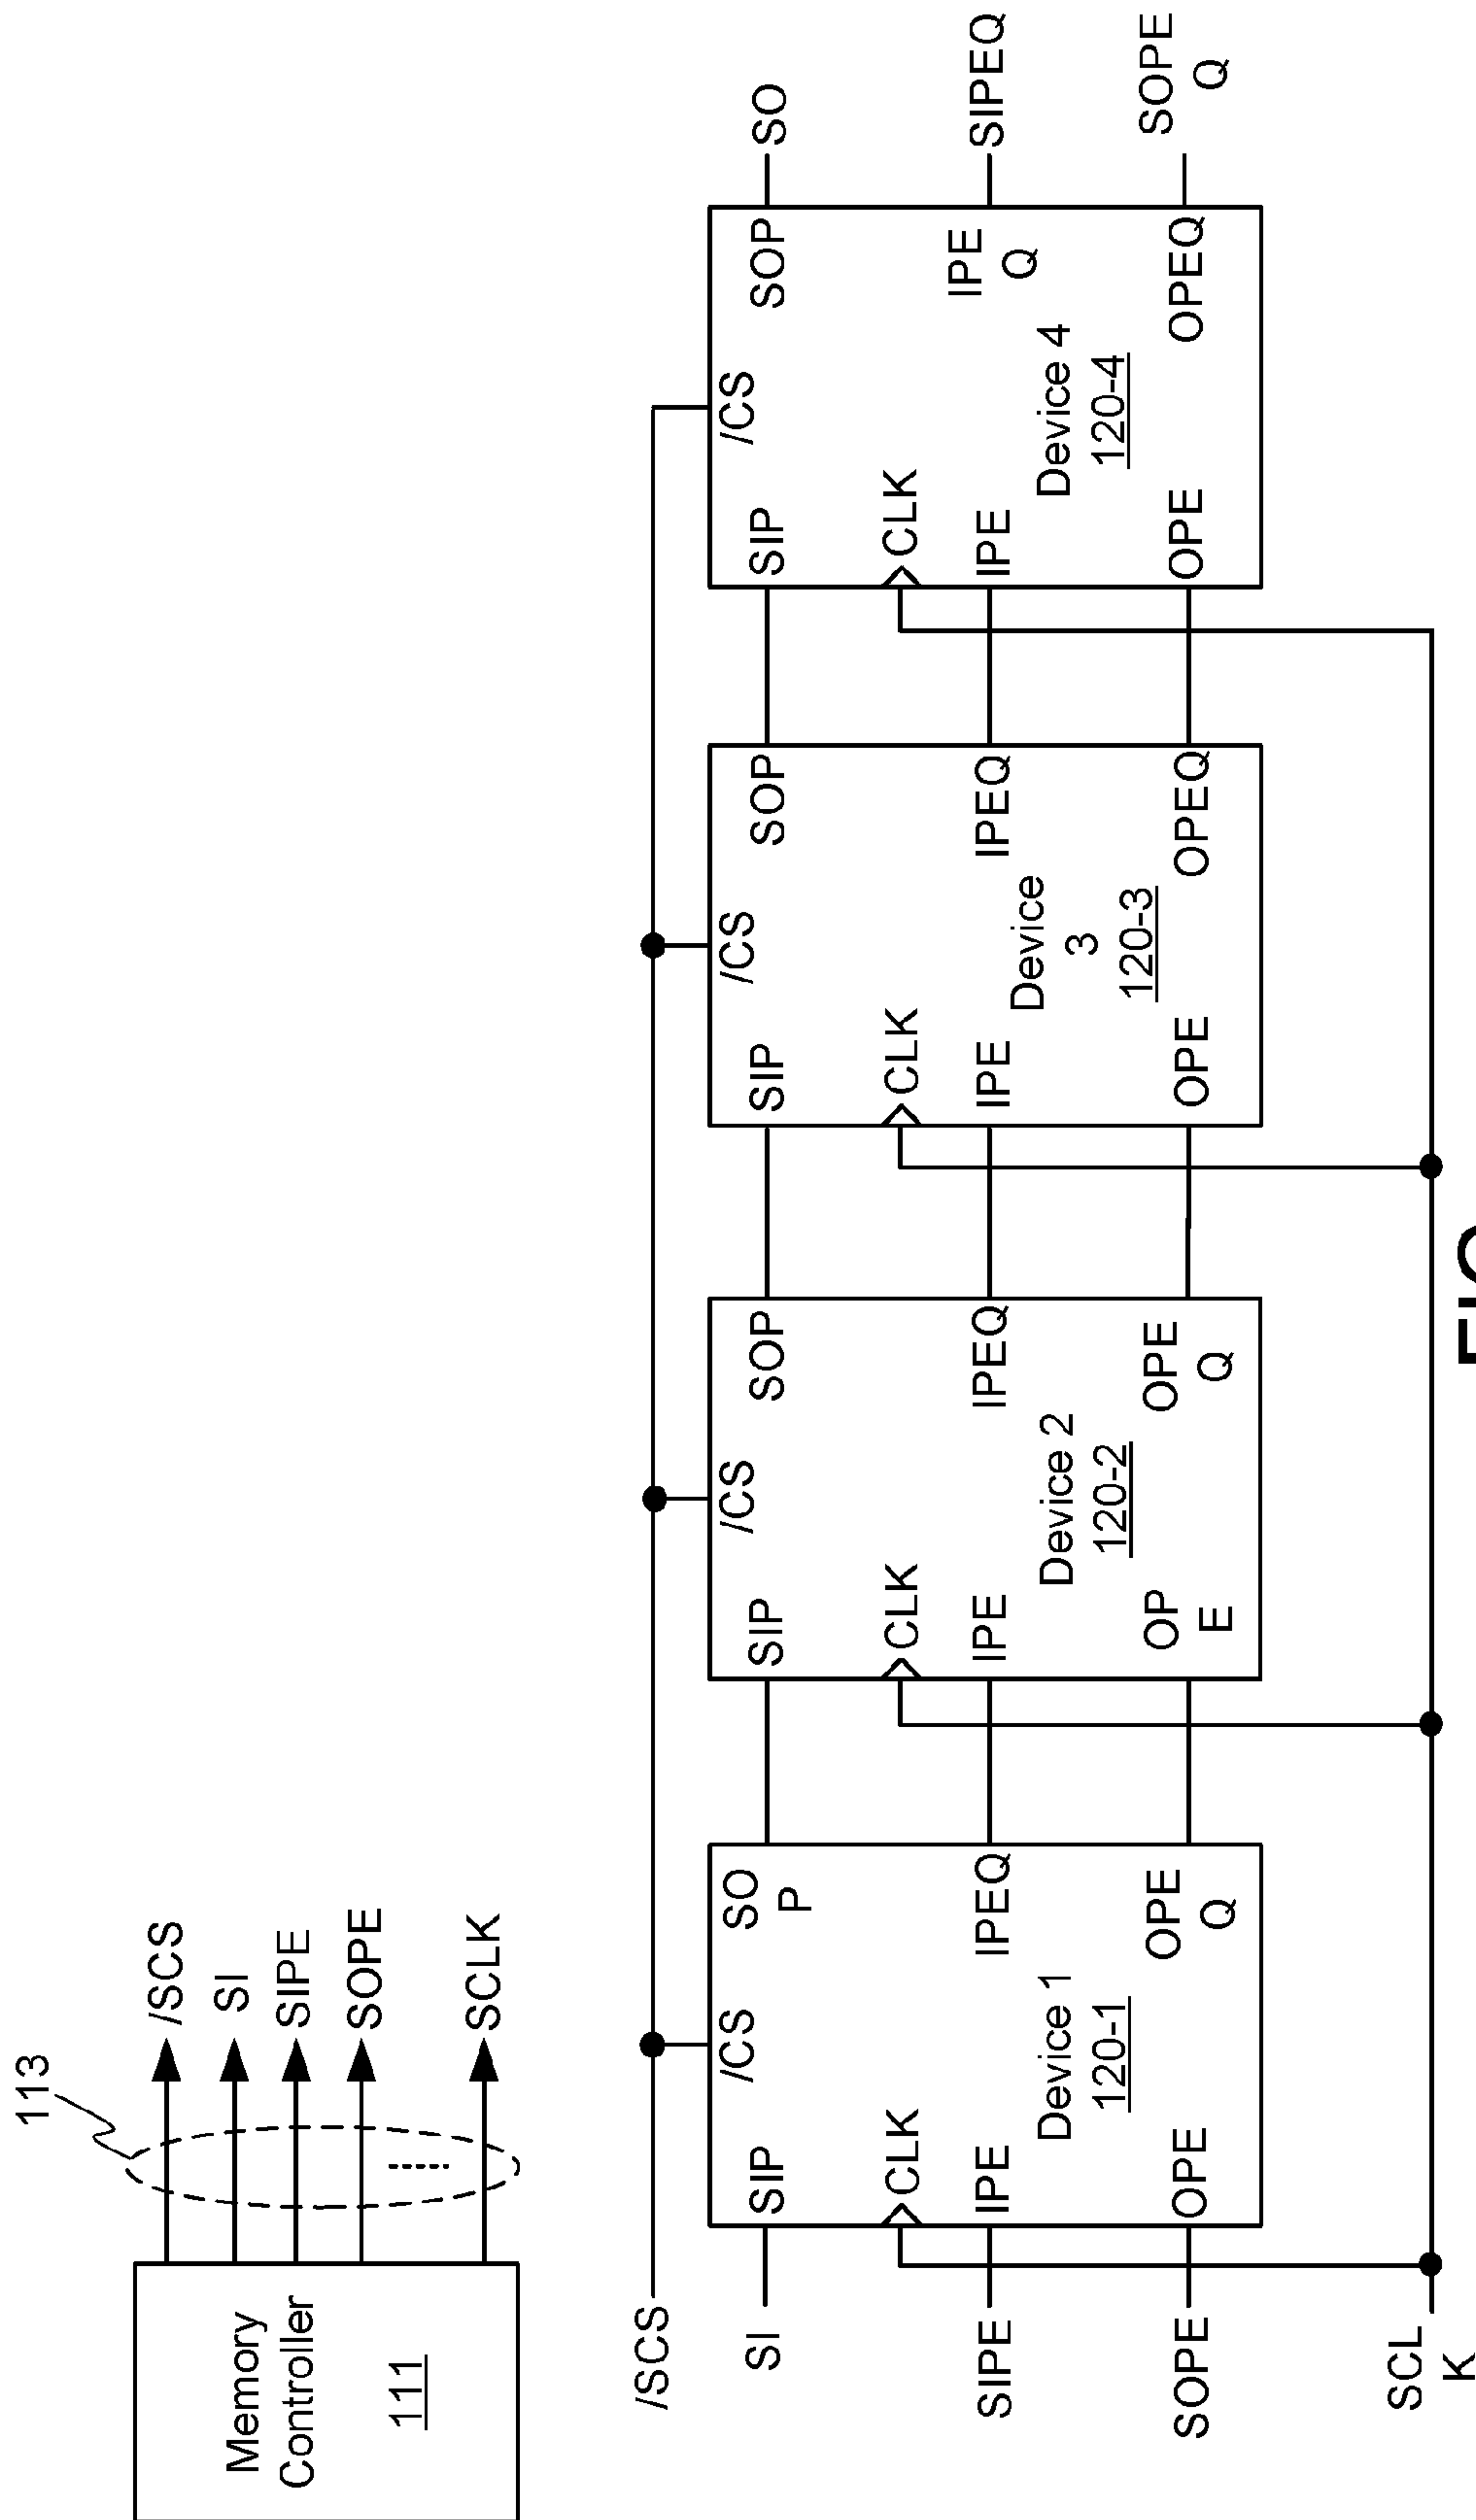 113
Memory
Controller
111
/SCS
SI
SIPE
SOPE
SCLK
/SCS
SI
SIPE
SOPE
SCL
K
SIP
/CS
SO
P
CLK
IPE
IPEQ
Device 1
120-1
OPE
OPE
Q
SIP
/CS
SOP
CLK
IPE
IPEQ
Device 2
120-2
OP
E
OPE
Q
SIP
/CS
SOP
CLK
IPE
IPEQ
Device
3
120-3
OPE
OPEQ
SIP
/CS
SOP
CLK
IPE
IPE
Q
Device 4
120-4
OPE
OPEQ
SO
SIPEQ
SOPE
Q